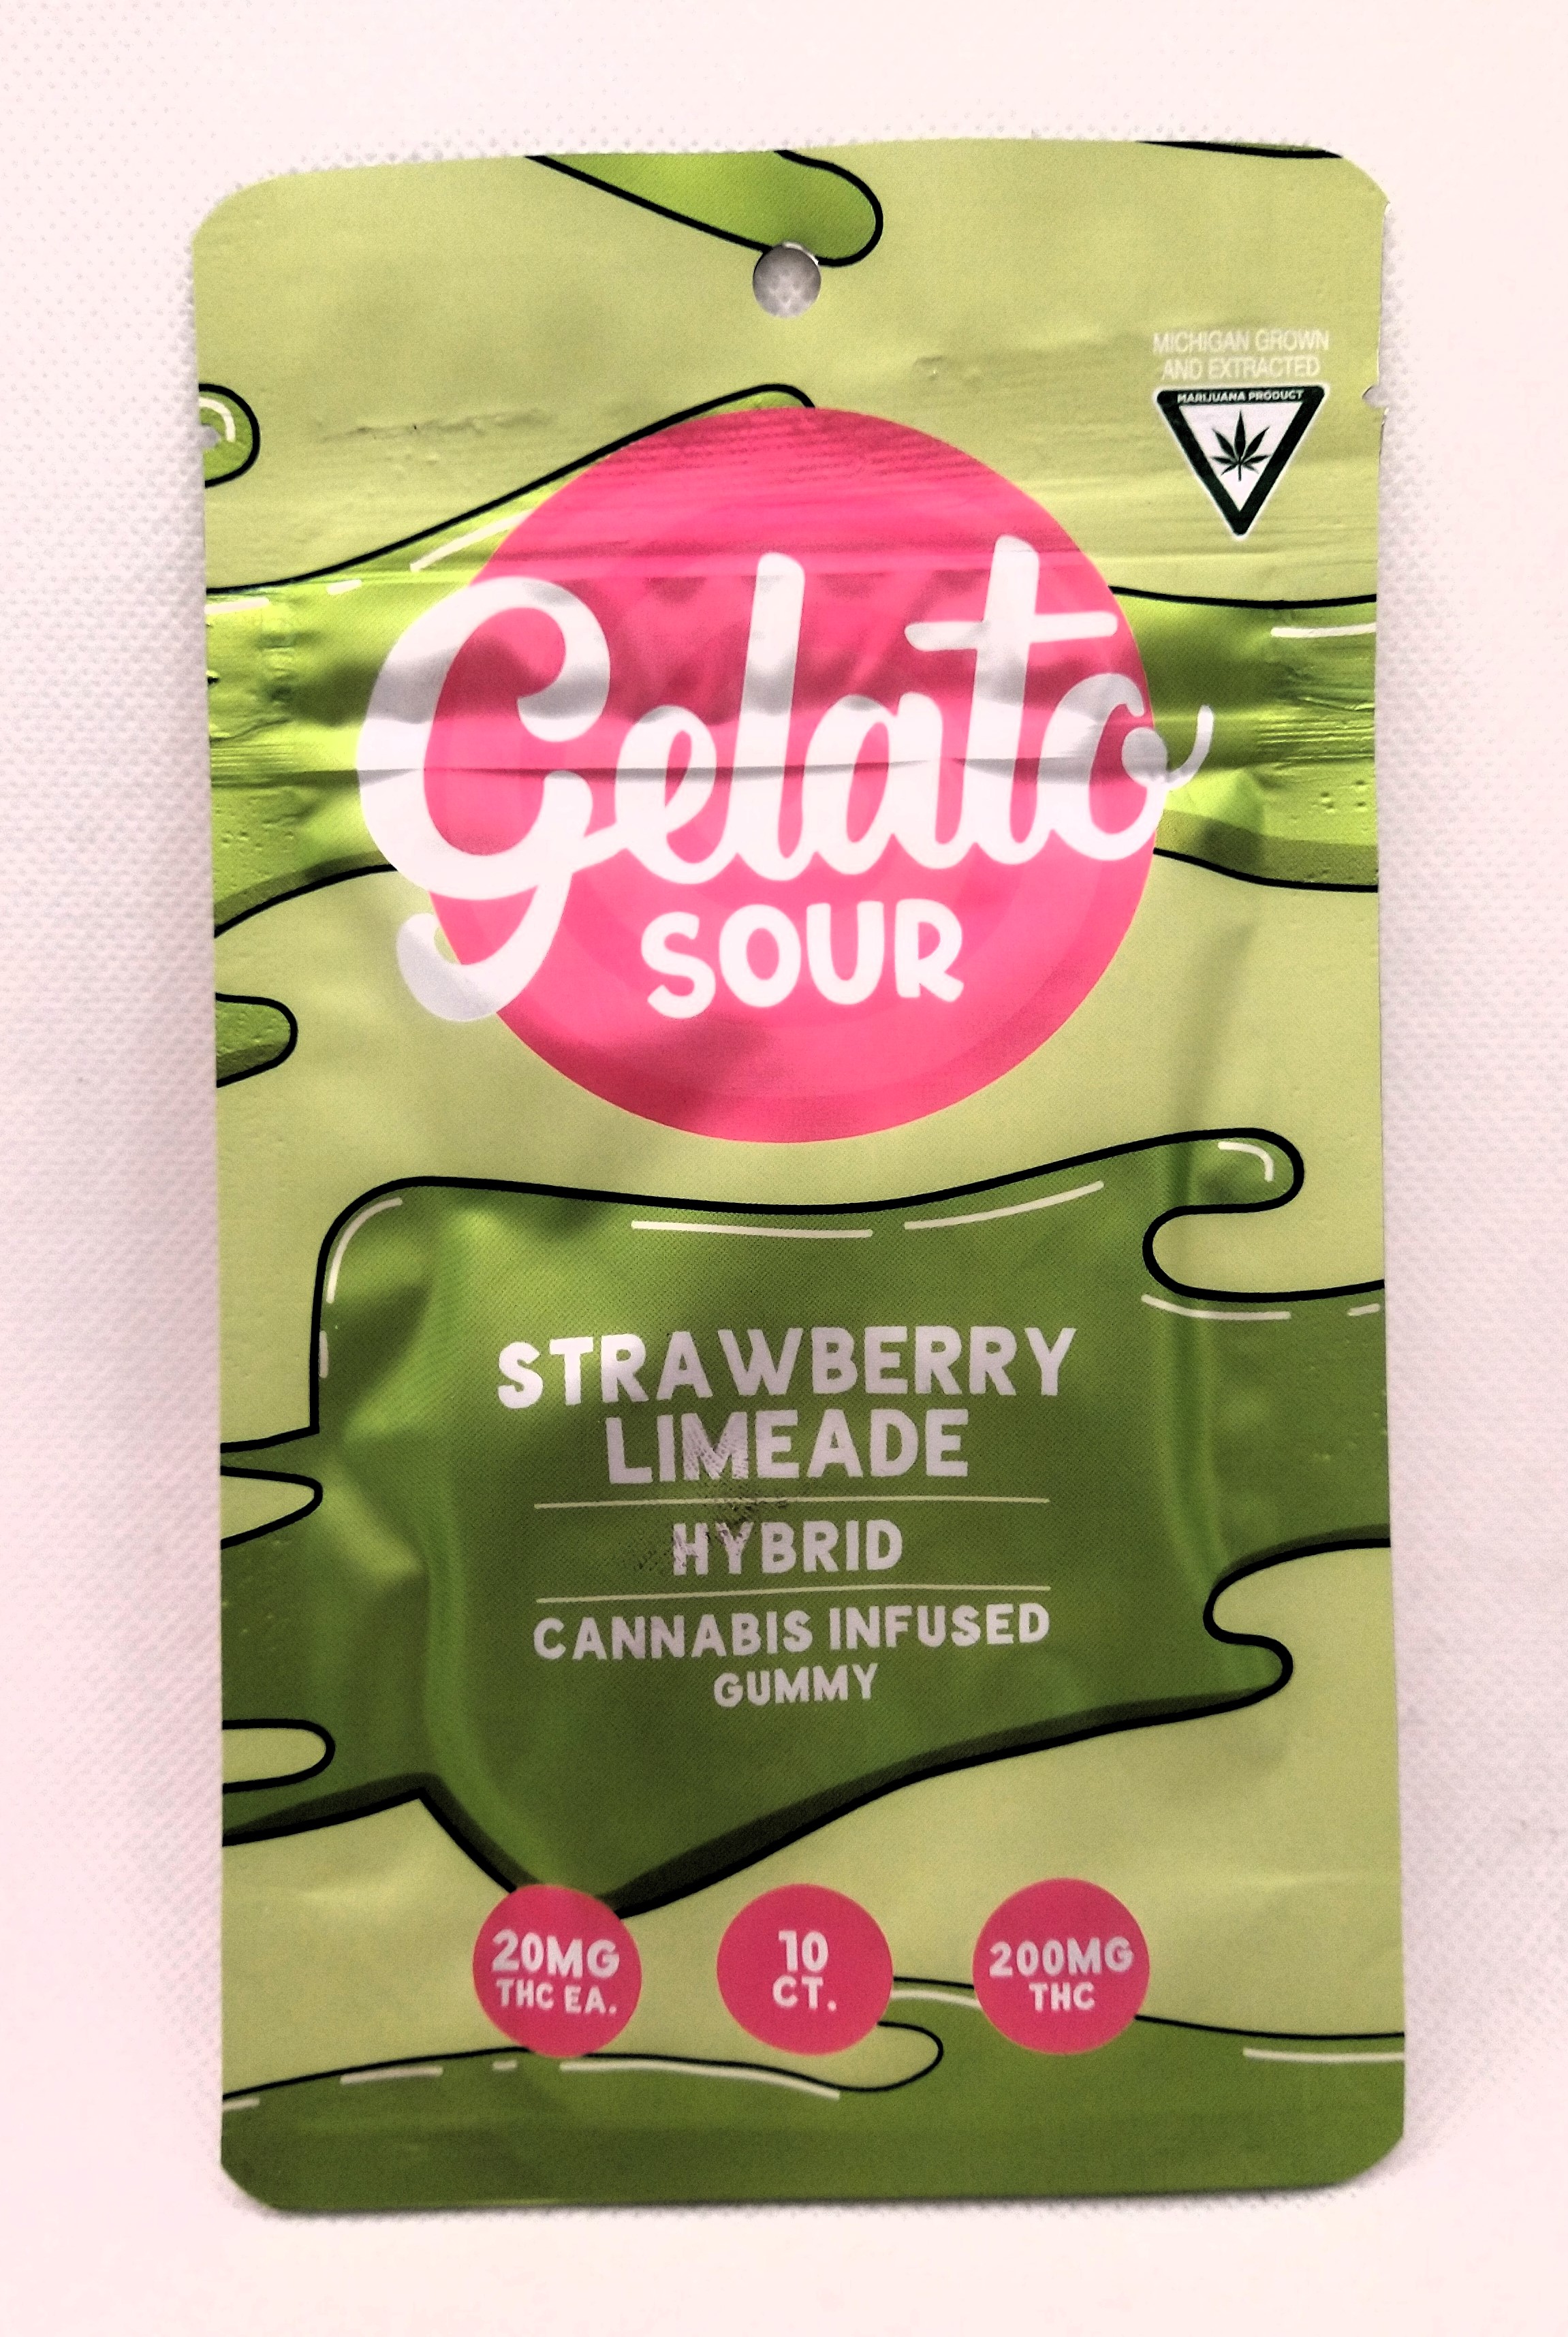 MICHIGAN GROWN
AND EXTRACTED
MARIJUANA PRODUCT
Gelato
SOUR
STRAWBERRY
LIMEADE
HYBRID
CANNABIS INFUSED
GUMMY
20MG
THC EA.
10
CT.
200MG
THC